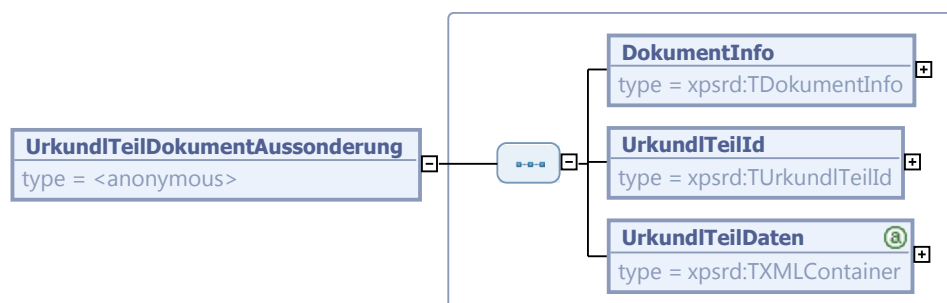 DokumentInfo
type = xpsrd:TDokumentInfo
UrkundlTeilDokumentAussonderung
type = <anonymous>
UrkundlTeilId
type = xpsrd:TUrkundlTeilId
UrkundlTeilDaten
a
type = xpsrd:TXMLContainer